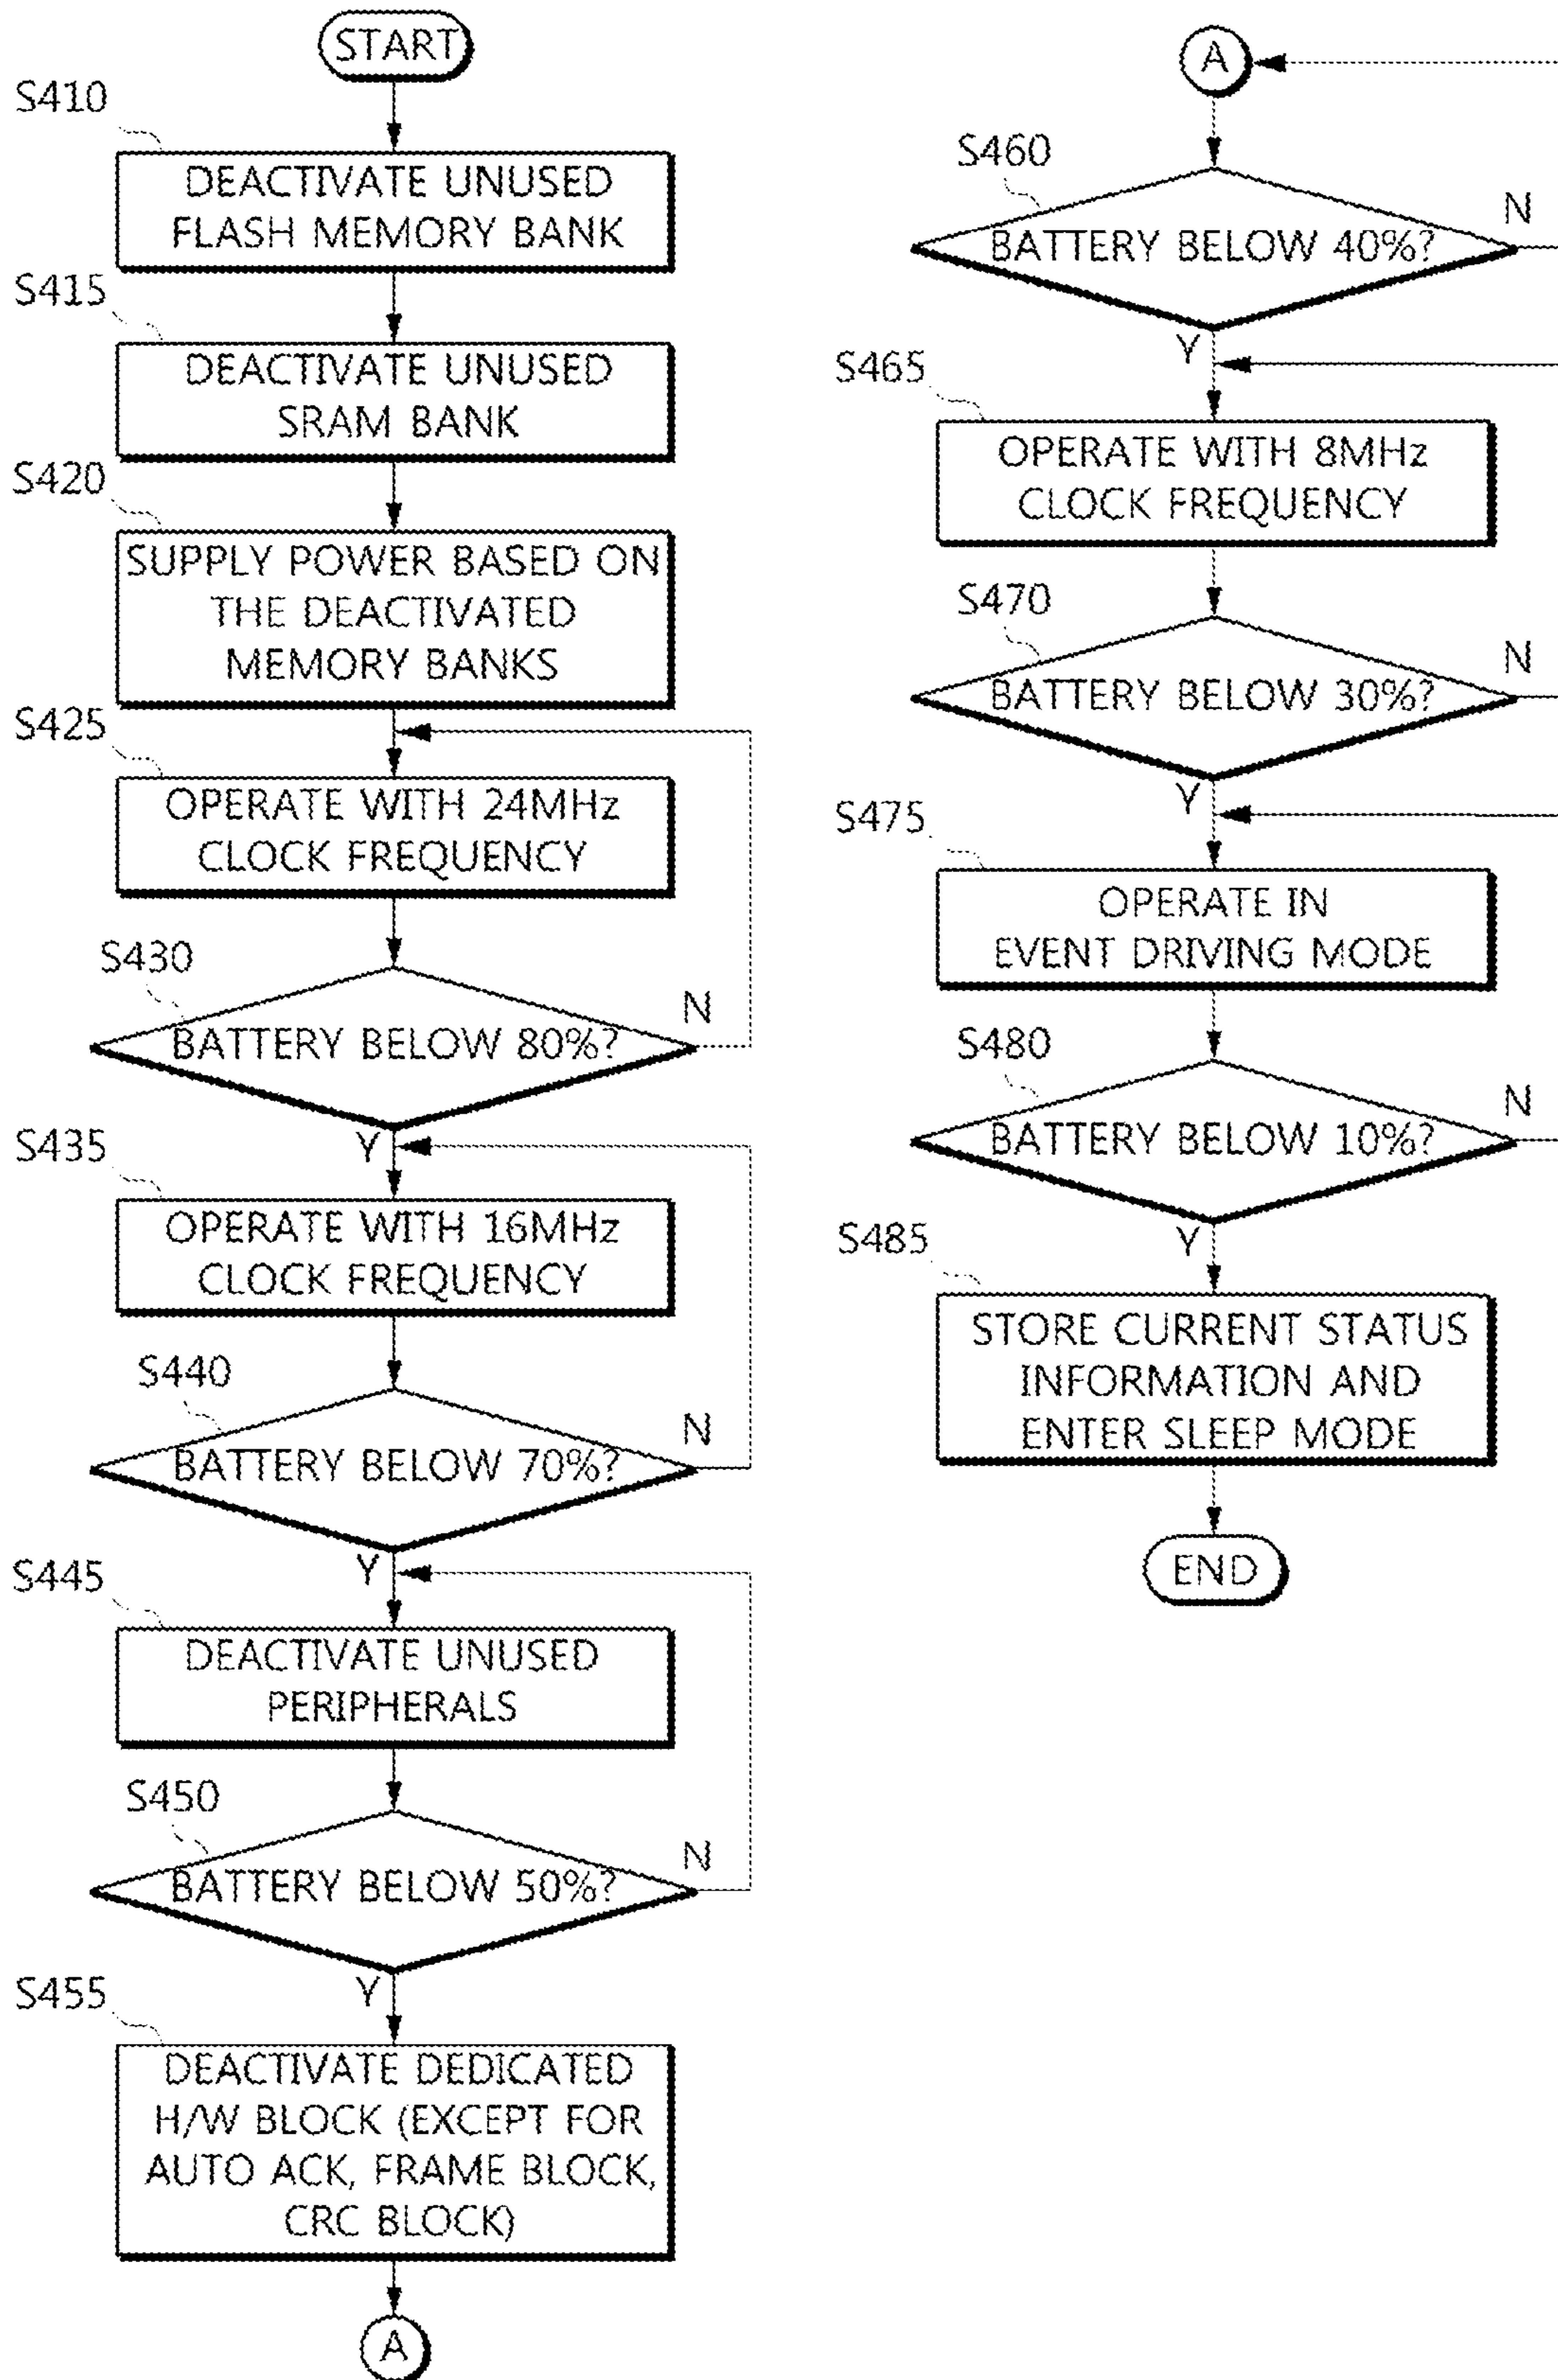 START
S410
DEACTIVATE UNUSED
FLASH MEMORY BANK
S415
DEACTIVATE UNUSED
SRAM BANK
S420
SUPPLY POWER BASED ON
THE DEACTIVATED
MEMORY BANKS
S425
OPERATE WITH 24MHz
CLOCK FREQUENCY
S430
N
BATTERY BELOW 80%?
Y
S435
OPERATE WITH 16MHz
CLOCK FREQUENCY
S440
N
BATTERY BELOW 70%?
Y
S445
DEACTIVATE UNUSED
PERIPHERALS
S450
N
BATTERY BELOW 50%?
Y
S455
DEACTIVATE DEDICATED
H/W BLOCK (EXCEPT FOR
AUTO ACK, FRAME BLOCK,
CRC BLOCK)
A
A
S460
N
BATTERY BELOW 40%?
Y
S465
OPERATE WITH 8MHz
CLOCK FREQUENCY
S470
N
BATTERY BELOW 30%?
Y
S475
OPERATE IN
EVENT DRIVING MODE
S480
N
BATTERY BELOW 10%?
Y
S485
STORE CURRENT STATUS
INFORMATION AND
ENTER SLEEP MODE
END